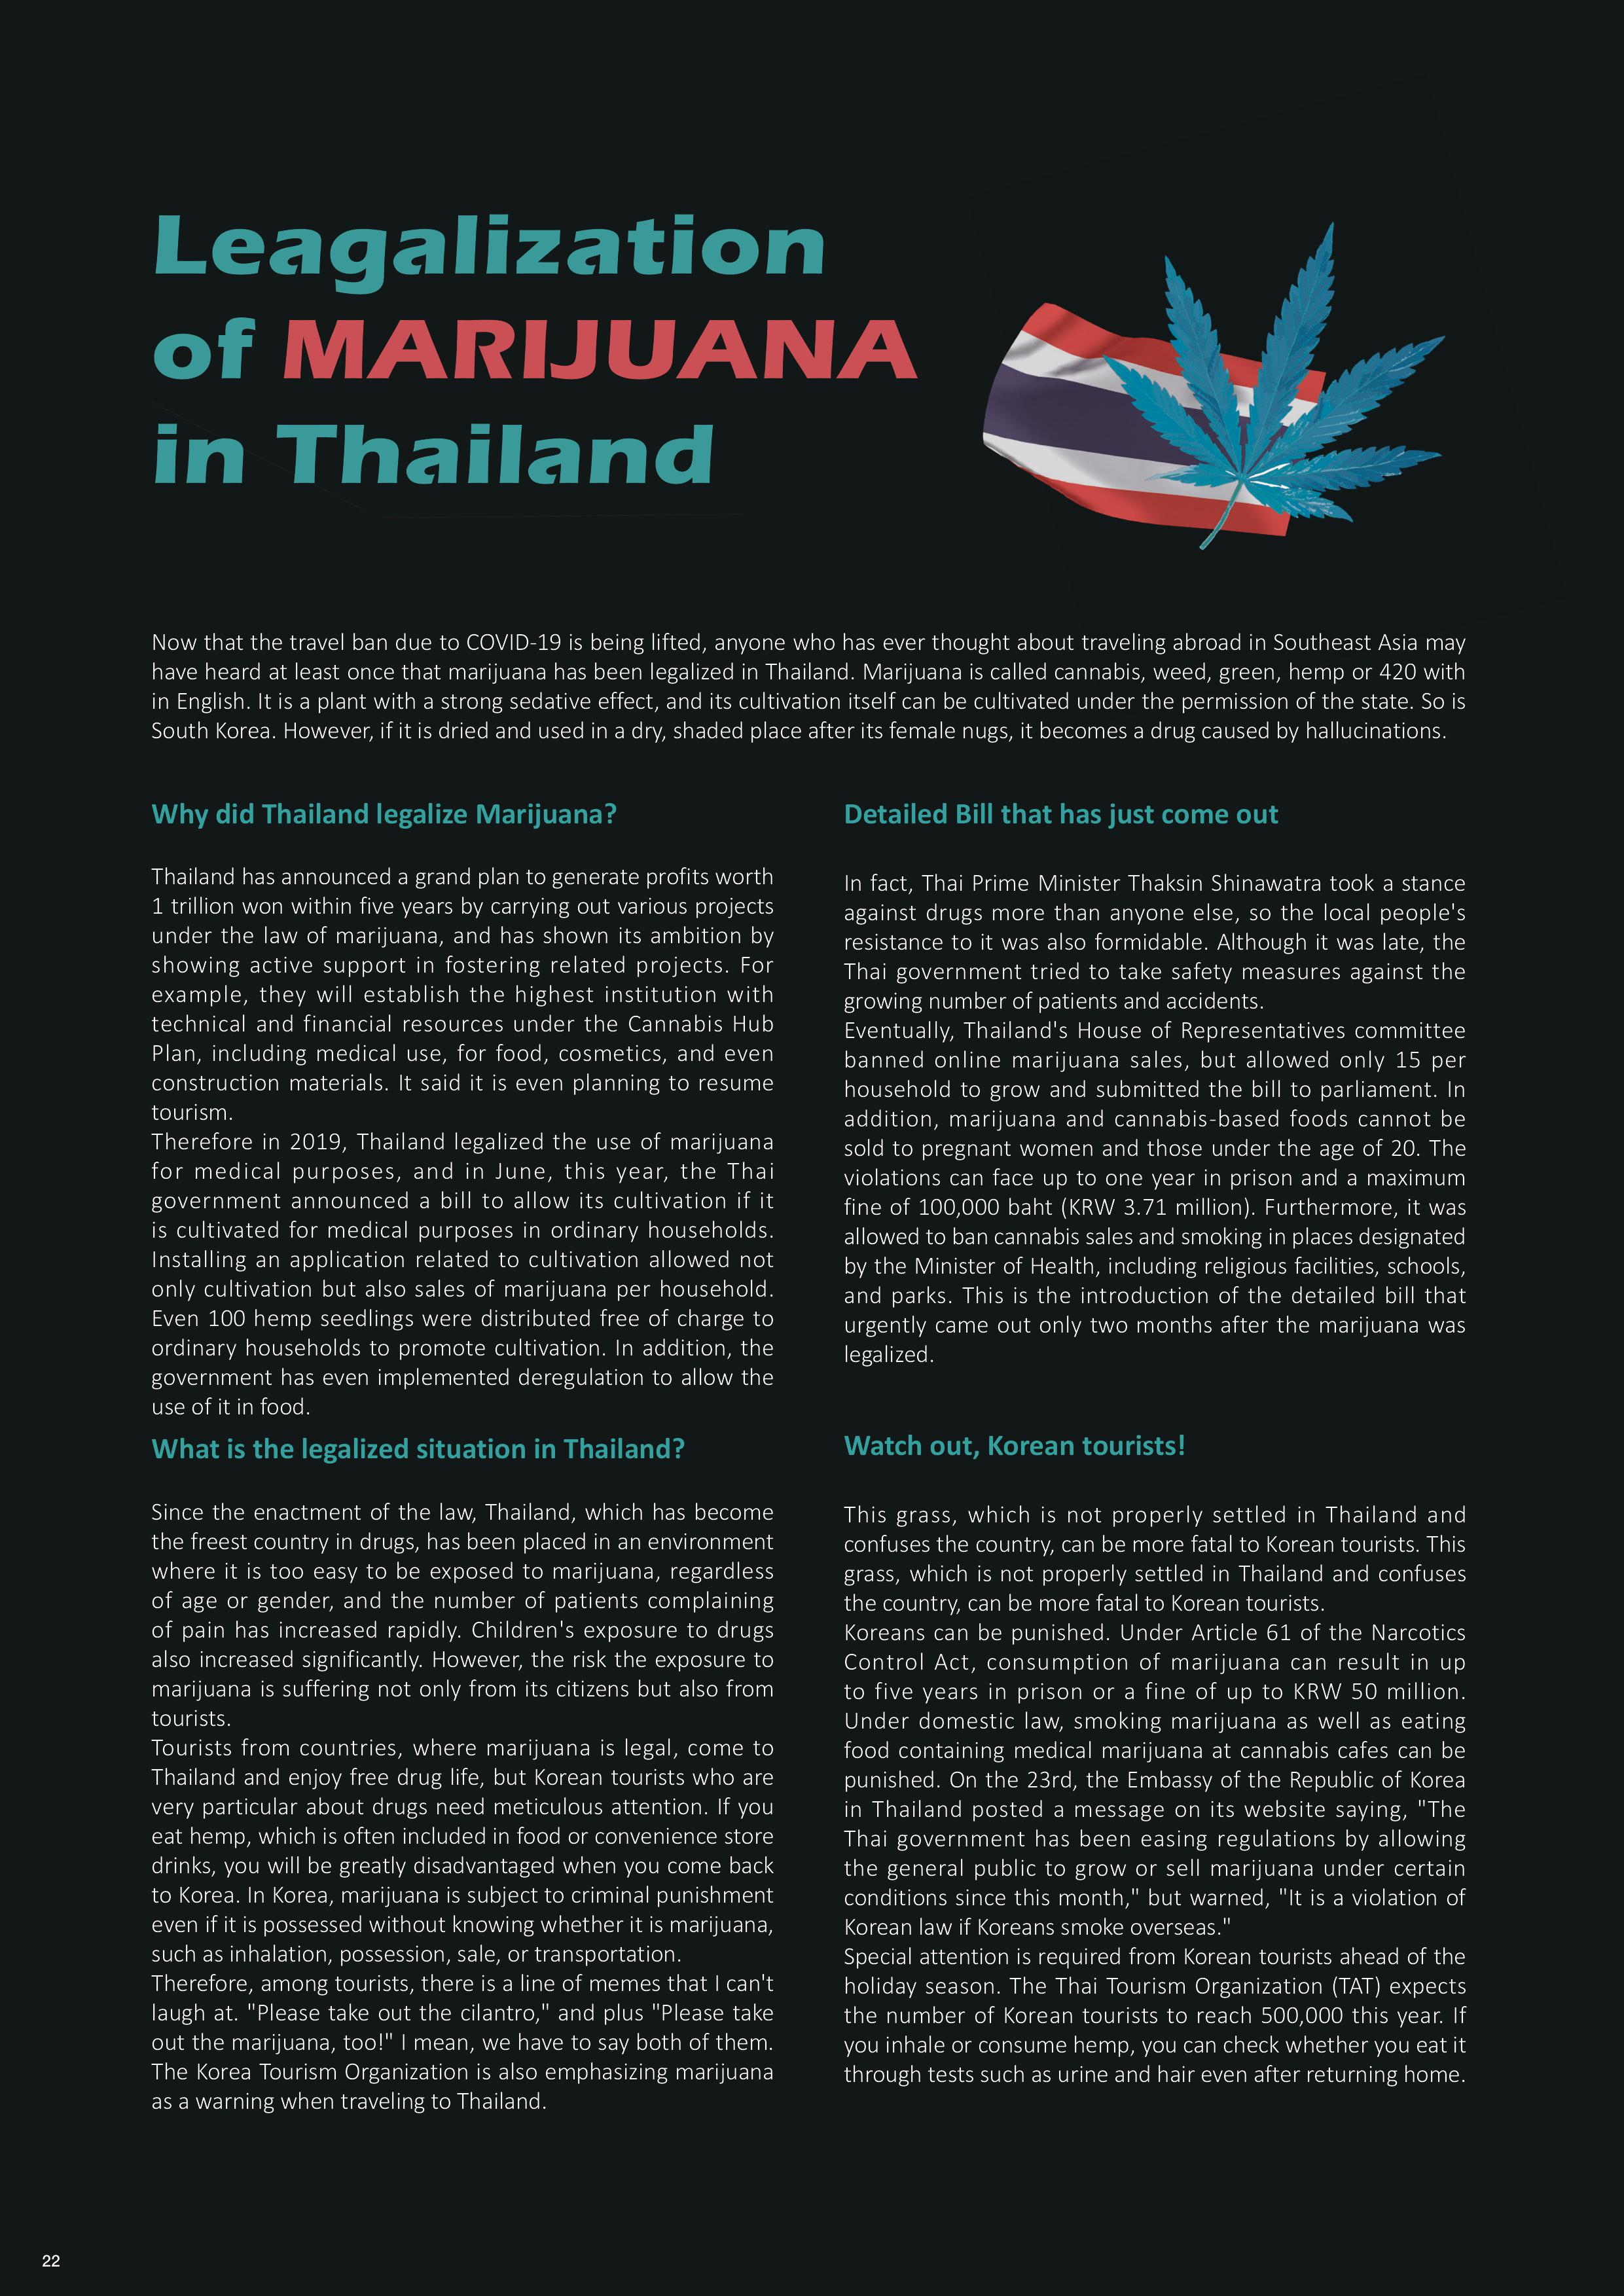 Leagalization
of MARIJUANA
in Thailand
Now that the travel ban due to COVID-19 is being lifted, anyone who has ever thought about traveling abroad in Southeast Asia may
have heard at least once that marijuana has been legalized in Thailand. Marijuana is called cannabis, weed, green, hemp or 420 with
in English. It is a plant with a strong sedative effect, and its cultivation itself can be cultivated under the permission of the state. So is
South Korea. However, if it is dried and used in a dry, shaded place after its female nugs, it becomes a drug caused by hallucinations.
Why did Thailand legalize Marijuana?
Thailand has announced a grand plan to generate profits worth
1 trillion won within five years by carrying out various projects
under the law of marijuana, and has shown its ambition by
showing active support in fostering related projects. For
example, they will establish the highest institution with
technical and financial resources under the Cannabis Hub
Plan, including medical use, for food, cosmetics, and even
construction materials. It said it is even planning to resume
tourism.
Therefore in 2019, Thailand legalized the use of marijuana
for medical purposes, and in June, this year, the Thai
government announced a bill to allow its cultivation if it
is cultivated for medical purposes in ordinary households.
Installing an application related to cultivation allowed not
only cultivation but also sales of marijuana per household.
Even 100 hemp seedlings were distributed free of charge to
ordinary households to promote cultivation. In addition, the
government has even implemented deregulation to allow the
use of it in food.
What is the legalized situation in Thailand?
Since the enactment of the law, Thailand, which has become
the freest country in drugs, has been placed in an environment
where it is too easy to be exposed to marijuana, regardless
of age or gender, and the number of patients complaining
of pain has increased rapidly. Children's exposure to drugs
also increased significantly. However, the risk the exposure to
marijuana is suffering not only from its citizens but also from
tourists.
Tourists from countries, where marijuana is legal, come to
Thailand and enjoy free drug life, but Korean tourists who are
very particular about drugs need meticulous attention. If you
eat hemp, which is often included in food or convenience store
drinks, you will be greatly disadvantaged when you come back
to Korea. In Korea, marijuana is subject to criminal punishment
even if it is possessed without knowing whether it is marijuana,
such as inhalation, possession, sale, or transportation.
Therefore, among tourists, there is a line of memes that I can't
laugh at. "Please take out the cilantro," and plus "Please take
out the marijuana, too!" I mean, we have to say both of them.
The Korea Tourism Organization is also emphasizing marijuana
as a warning when traveling to Thailand.
Detailed Bill that has just come out
In fact, Thai Prime Minister Thaksin Shinawatra took a stance
against drugs more than anyone else, so the local people's
resistance to it was also formidable. Although it was late, the
Thai government tried to take safety measures against the
growing number of patients and accidents.
Eventually, Thailand's House of Representatives committee
banned online marijuana sales, but allowed only 15 per
household to grow and submitted the bill to parliament. In
addition, marijuana and cannabis-based foods cannot be
sold to pregnant women and those under the age of 20. The
violations can face up to one year in prison and a maximum
fine of 100,000 baht (KRW 3.71 million). Furthermore, it was
allowed to ban cannabis sales and smoking in places designated
by the Minister of Health, including religious facilities, schools,
and parks. This is the introduction of the detailed bill that
urgently came out only two months after the marijuana was
legalized.
Watch out, Korean tourists!
This grass, which is not properly settled in Thailand and
confuses the country, can be more fatal to Korean tourists. This
grass, which is not properly settled in Thailand and confuses
the country, can be more fatal to Korean tourists.
Koreans can be punished. Under Article 61 of the Narcotics
Control Act, consumption of marijuana can result in up
to five years in prison or a fine of up to KRW 50 million.
Under domestic law, smoking marijuana as well as eating
food containing medical marijuana at cannabis cafes can be
punished. On the 23rd, the Embassy of the Republic of Korea
in Thailand posted a message on its website saying, "The
Thai government has been easing regulations by allowing
the general public to grow or sell marijuana under certain
conditions since this month," but warned, "It is a violation of
Korean law if Koreans smoke overseas."
Special attention is required from Korean tourists ahead of the
holiday season. The Thai Tourism Organization (TAT) expects
the number of Korean tourists to reach 500,000 this year. If
you inhale or consume hemp, you can check whether you eat it
through tests such as urine and hair even after returning home.
22